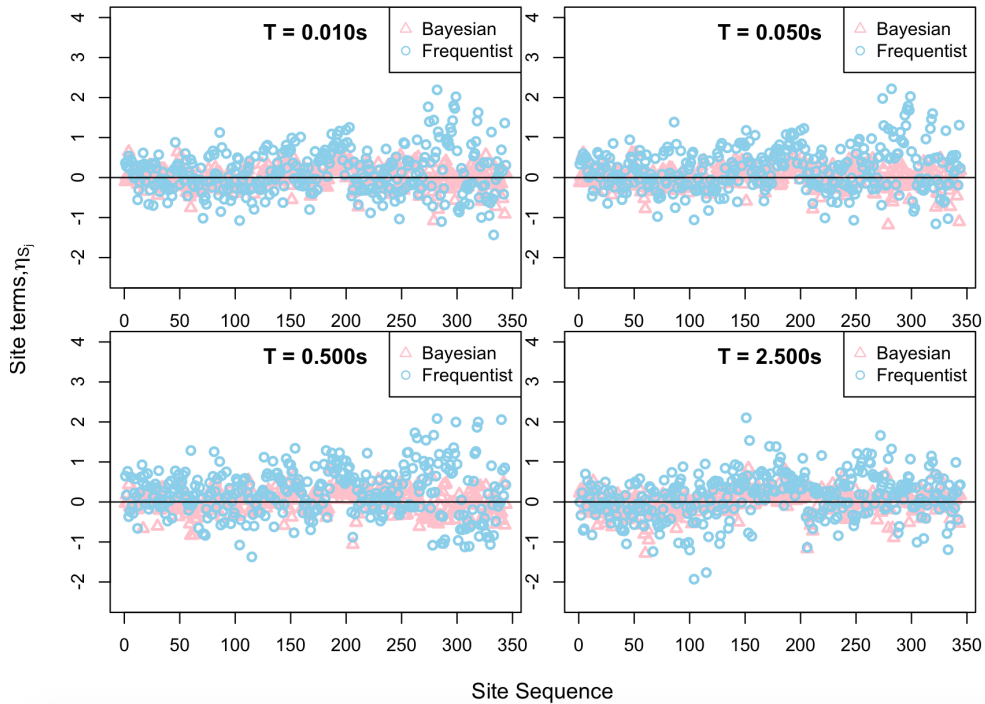 T = 0.010s
Bayesian
Frequentist
4
3
2
1
0
-1
-2
0 50 100 150 200 250 300 350
T = 0.050s
Bayesian
Frequentist
4
3
2
1
0
-1
-2
0 50 100 150 200 250 300 350
T = 0.500s
Bayesian
Frequentist
4
3
2
1
0
-1
-2
0 50 100 150 200 250 300 350
T = 2.500s
Bayesian
Frequentist
4
3
2
1
0
-1
-2
0 50 100 150 200 250 300 350
Site terms,ηSj
Site Sequence